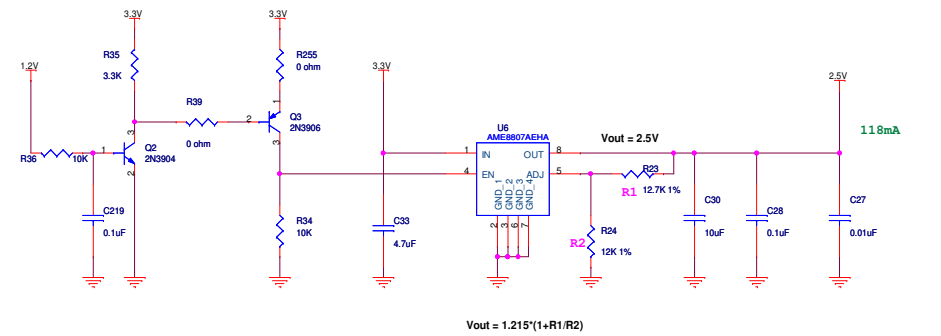 3.3V
3.3V
R35
3.3K
R255
0 ohm
1.2V
3.3V
2.5V
R39
0 ohm
1
2
3
Q3
2N3906
3
1
Q2
2N3904
2
R36
10K
3
U6
AME8807AEHA
Vout = 2.5V
118mA
1
IN
OUT
8
4
EN
ADJ
5
GND_1
GND_2
GND_3
GND_4
2
3
6
7
R23
12.7K 1%
R1
C219
0.1uF
R34
10K
C33
4.7uF
R2
R24
12K 1%
C30
10uF
C28
0.1uF
C27
0.01uF
Vout = 1.215*(1+R1/R2)